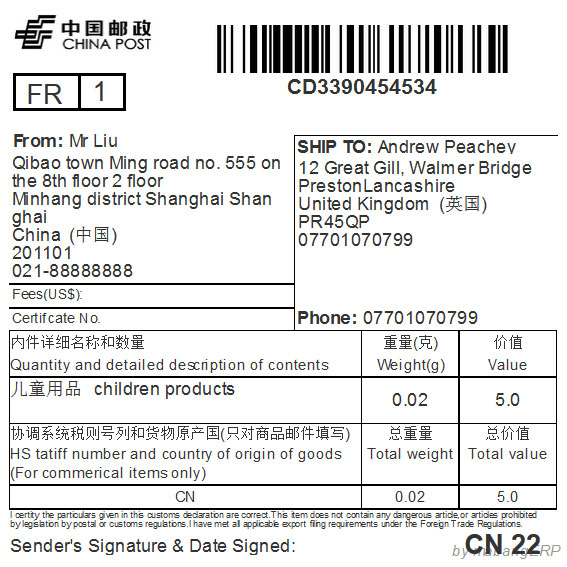 中国邮政
CHINA POST
CD3390454534
FR 1
From: Mr Liu
Qibao town Ming road no. 555 on
the 8th floor 2 floor
Minhang district Shanghai Shan
ghai
China (中国)
201101
021-88888888
Fees(US$):
Certifcate No.
SHIP TO: Andrew Peachev
12 Great Gill, Walmer Bridge
PrestonLancashire
United Kingdom (英国)
PR45QP
07701070799
Phone: 07701070799
内件详细名称和数量 重量(克) 价值
Quantity and detailed description of contents Weight(g) Value
儿童用品 children products 0.02 5.0
协调系统税则号列和货物原产国(只对商品邮件填写) 总重量 总价值
HS tatiff number and country of origin of goods Total weight Total value
(For commerical items only)
CN 0.02 5.0
I certity the particulars given in this customs declaration are correct.This item does not contain any dangerous article,or articles prohibited
by legislation by postal or customs regulations.I have met all applicable export filing requirements under the Foreign Trade Regulations.
Sender's Signature & Date Signed: CN 22
by mabangERP